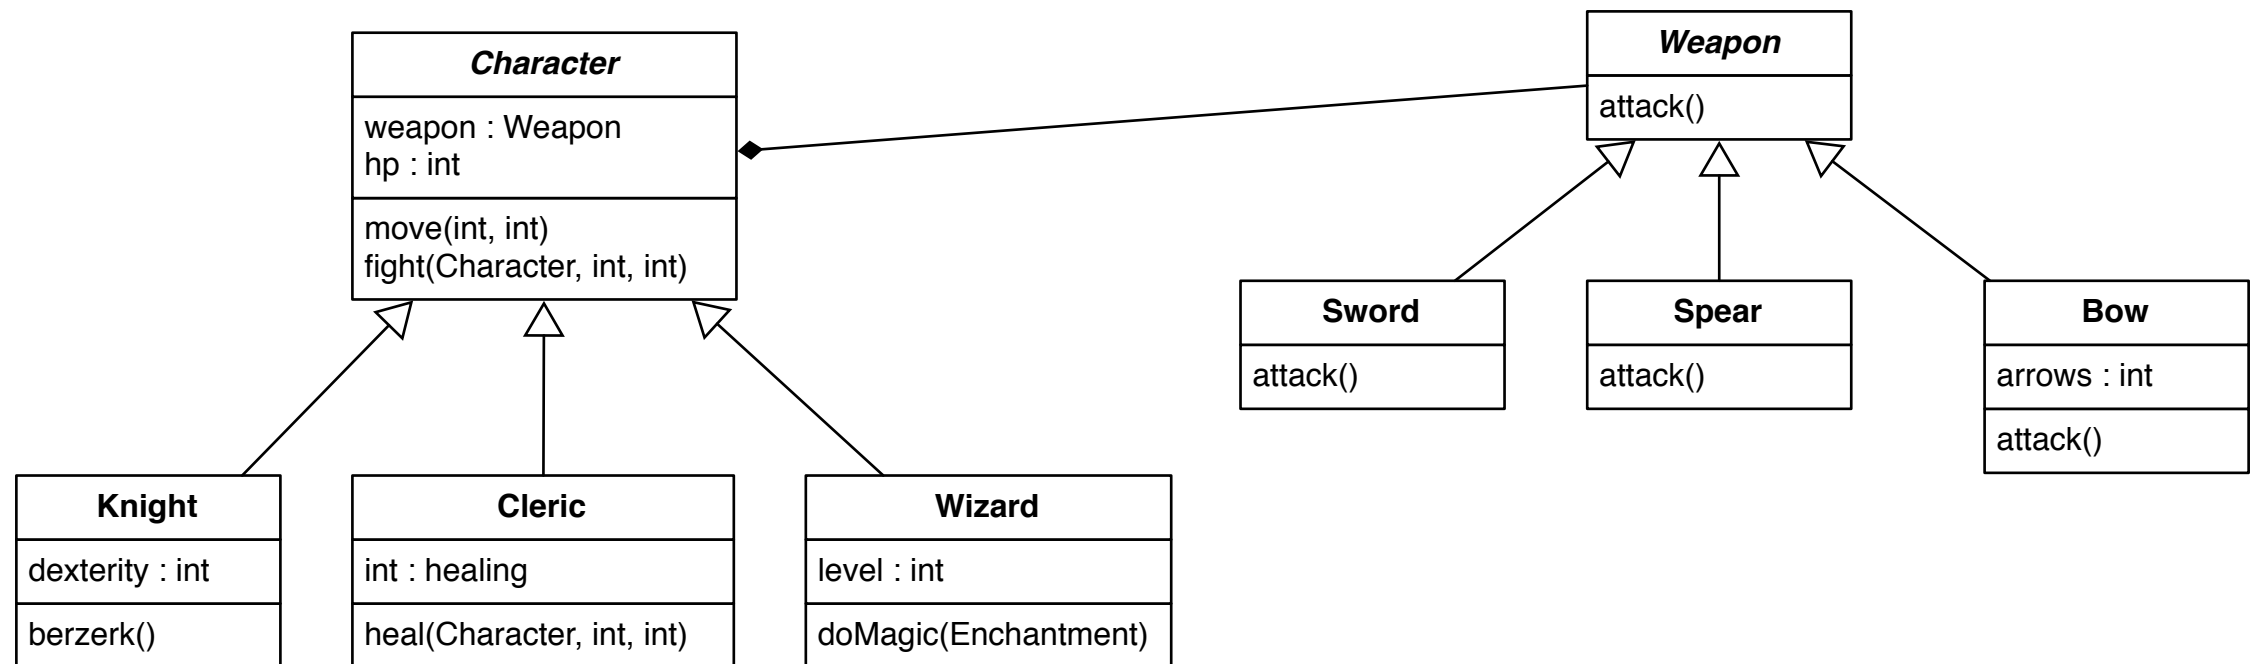 Character
weapon : Weapon
hp : int
move(int, int)
fight(Character, int, int)
Weapon
attack()
Sword
attack()
Spear
attack()
Bow
arrows : int
attack()
Knight
dexterity : int
berzerk()
Cleric
int : healing
heal(Character, int, int)
Wizard
level : int
doMagic(Enchantment)